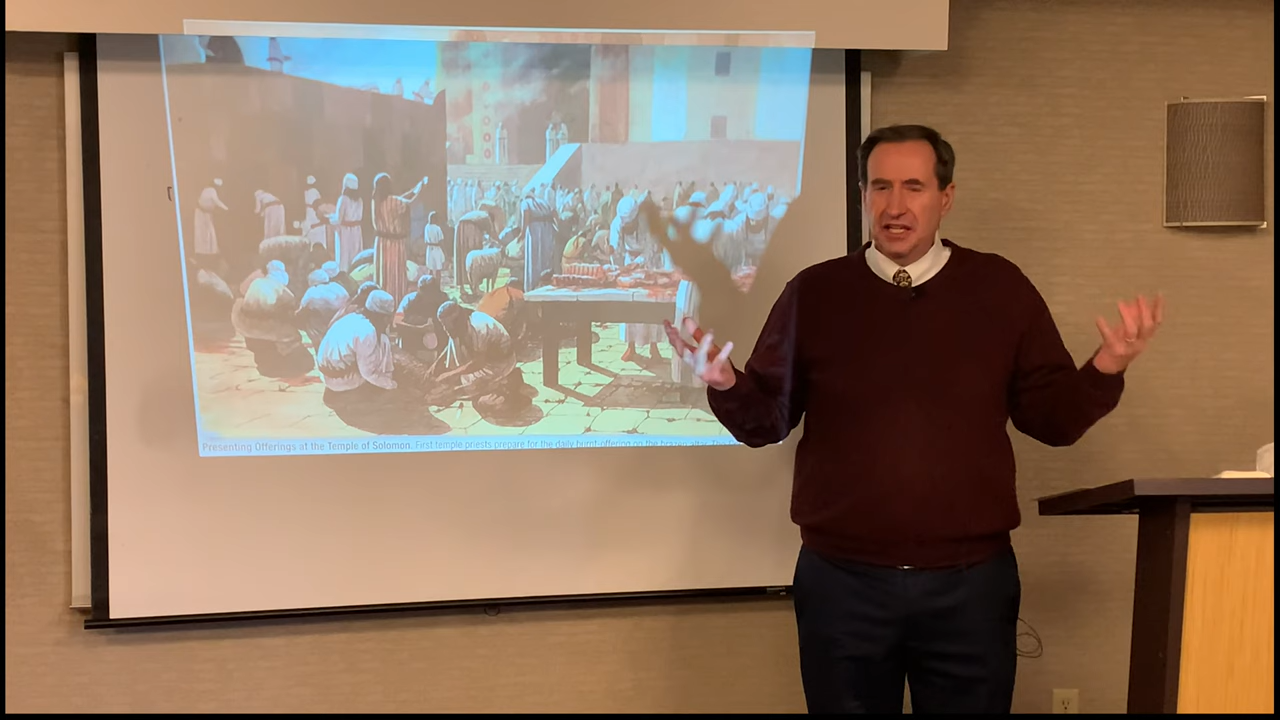 Presenting Offerings at the Temple of Solomon. First temple priests prepare for the daily burnt-offering on the brazen altar.